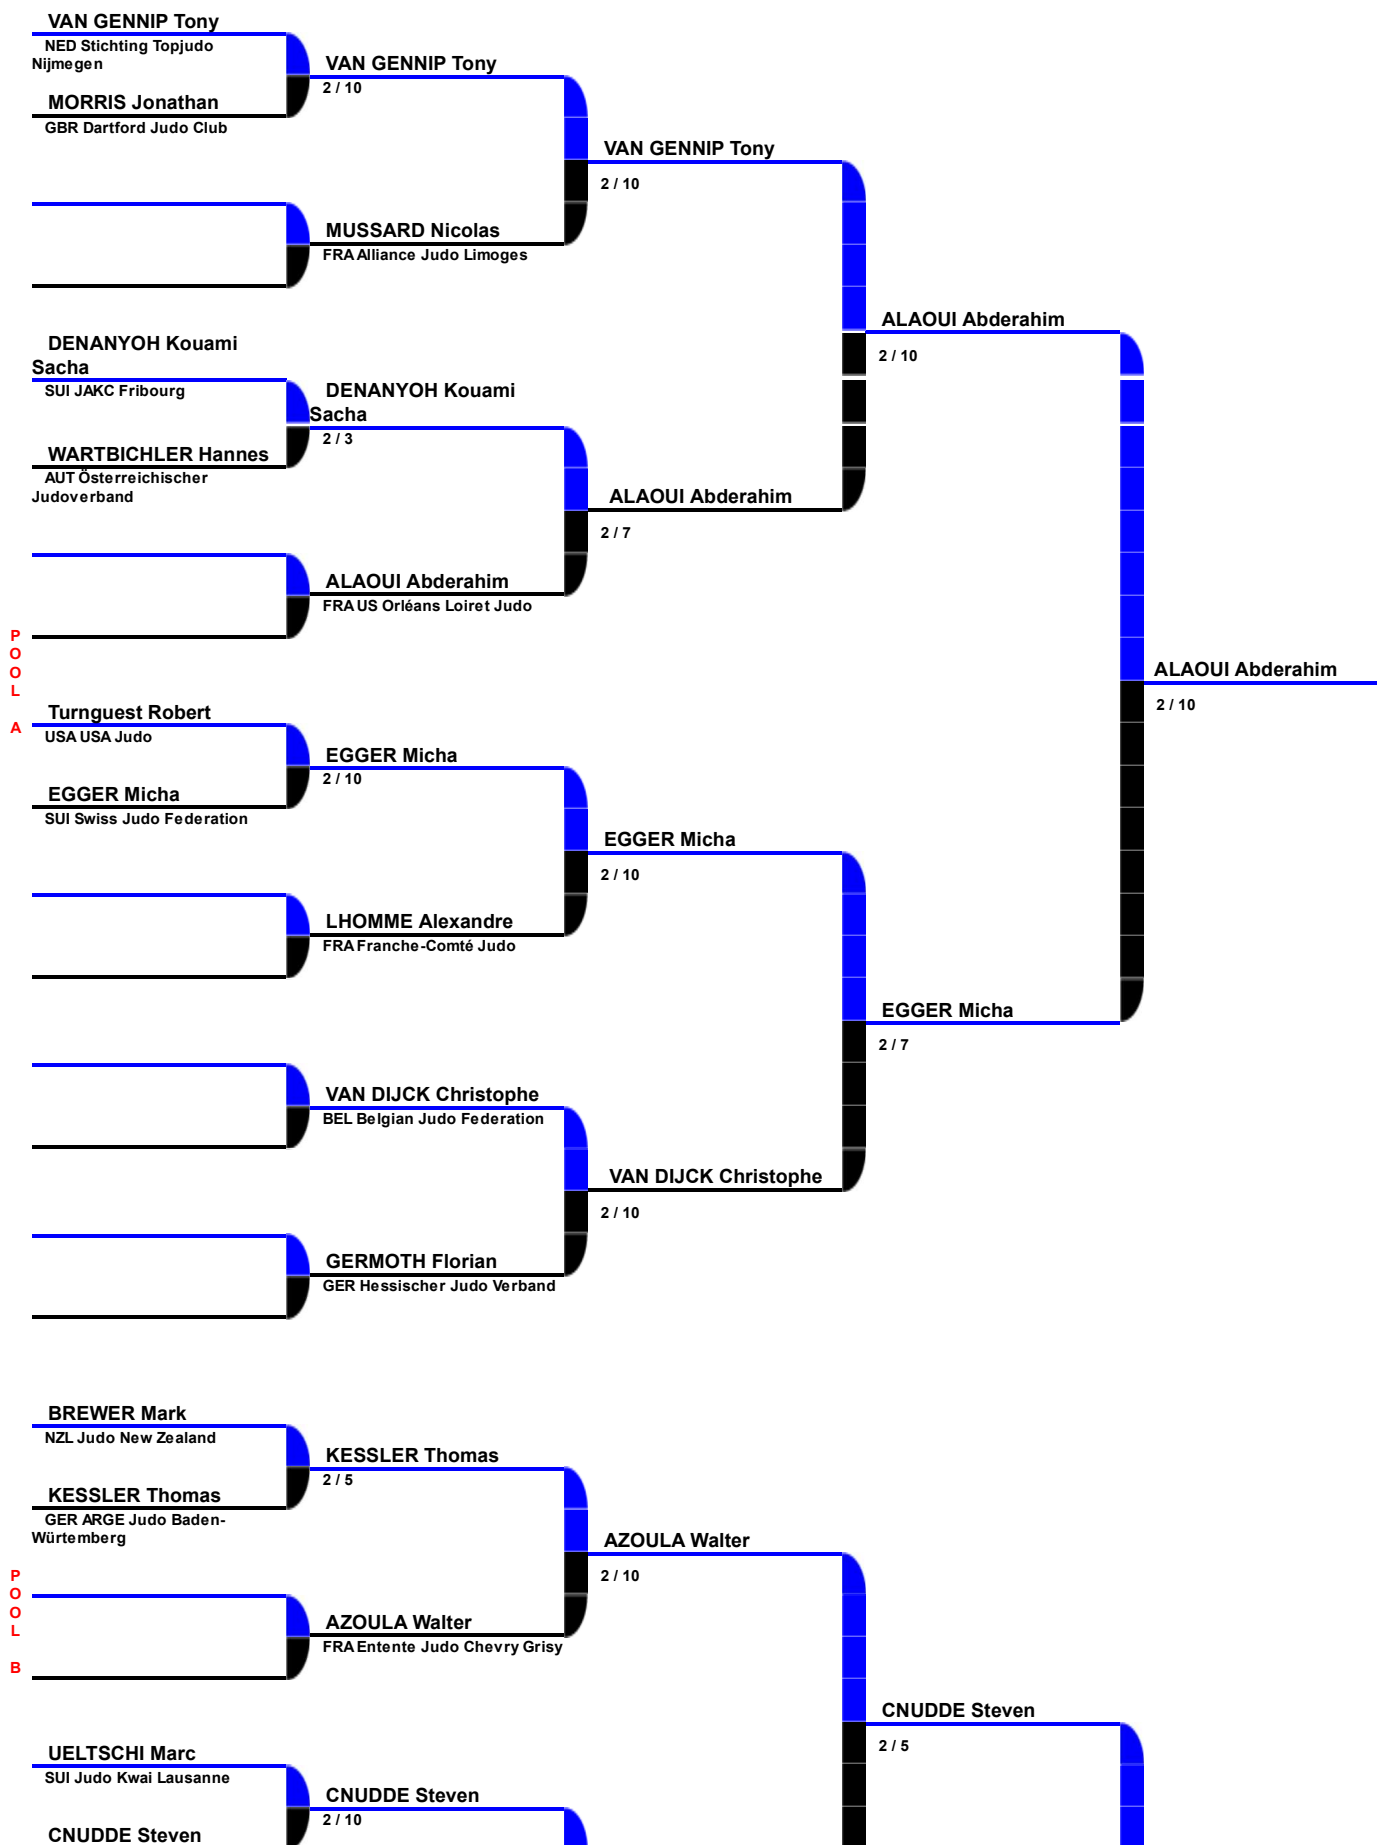 VAN GENNIP Tony
NED Stichting Topjudo
Nijmegen
VAN GENNIP Tony
2 / 10
MORRIS Jonathan
GBR Dartford Judo Club
VAN GENNIP Tony
2 / 10
MUSSARD Nicolas
FRA Alliance Judo Limoges
ALAOUI Abderahim
2 / 10
DENANYOH Kouami
Sacha
SUI JAKC Fribourg
DENANYOH Kouami
Sacha
2 / 3
WARTBICHLER Hannes
AUT Österreichischer
Judoverband
ALAOUI Abderahim
2 / 7
ALAOUI Abderahim
FRA US Orléans Loiret Judo
P
O
O
L
A
ALAOUI Abderahim
2 / 10
Turnguest Robert
USA USA Judo
EGGER Micha
2 / 10
EGGER Micha
SUI Swiss Judo Federation
EGGER Micha
2 / 10
LHOMME Alexandre
FRA Franche-Comté Judo
EGGER Micha
2 / 7
VAN DIJCK Christophe
BEL Belgian Judo Federation
VAN DIJCK Christophe
2 / 10
GERMOTH Florian
GER Hessischer Judo Verband
BREWER Mark
NZL Judo New Zealand
KESSLER Thomas
2 / 5
KESSLER Thomas
GER ARGE Judo Baden-
Würtemberg
AZOULA Walter
2 / 10
P
O
O
L
B
AZOULA Walter
FRA Entente Judo Chevry Grisy
CNUDDE Steven
2 / 5
UELTSCHI Marc
SUI Judo Kwai Lausanne
CNUDDE Steven
2 / 10
CNUDDE Steven